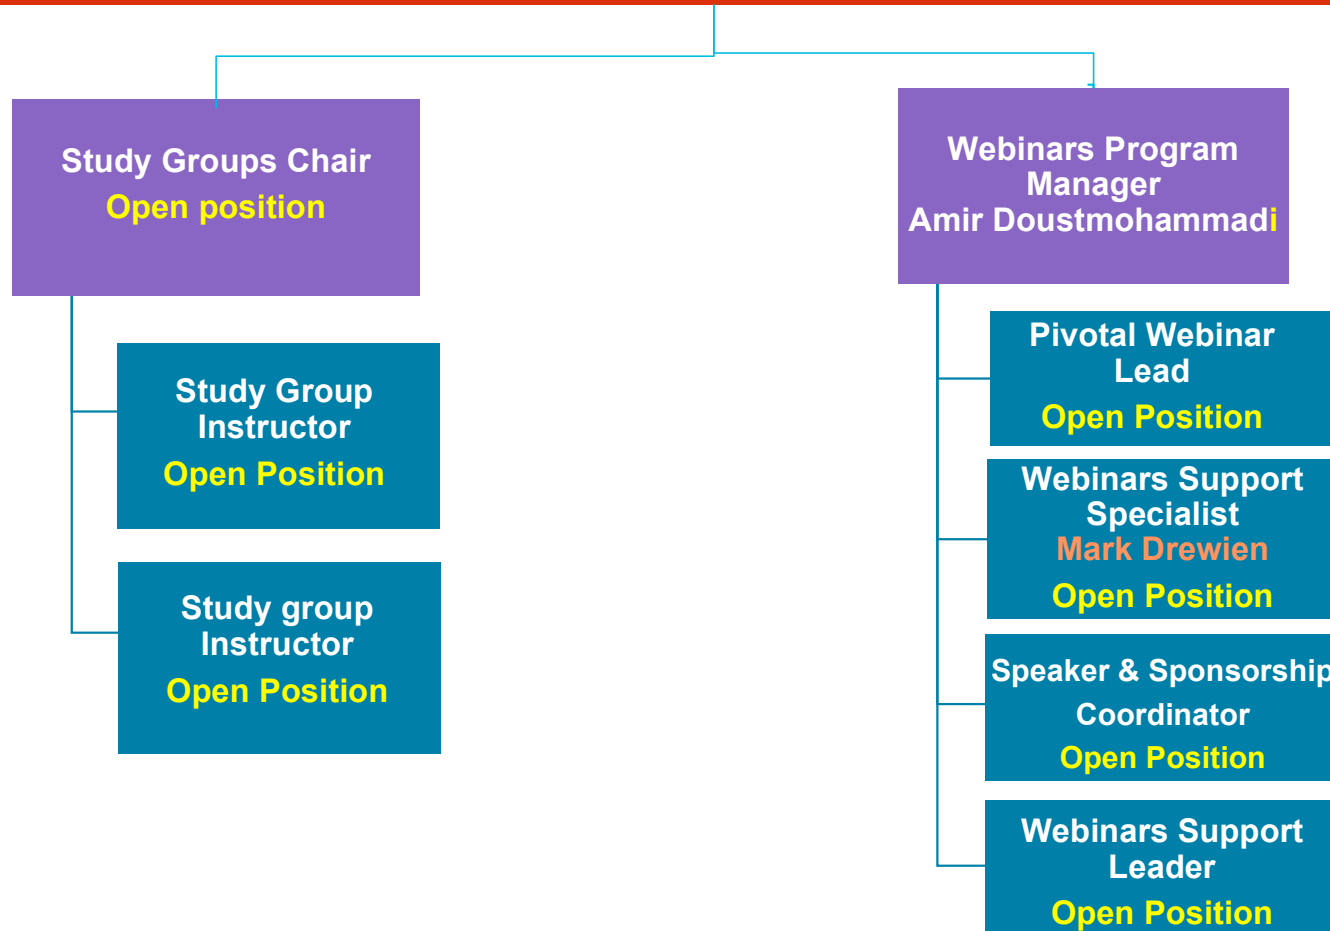 Study Groups Chair
Open position
Study Group
Instructor
Open Position
Study group
Instructor
Open Position
Webinars Program
Manager
Amir Doustmohammadi
Pivotal Webinar
Lead
Open Position
Webinars Support
Specialist
Mark Drewien
Open Position
Speaker & Sponsorship
Coordinator
Open Position
Webinars Support
Leader
Open Position